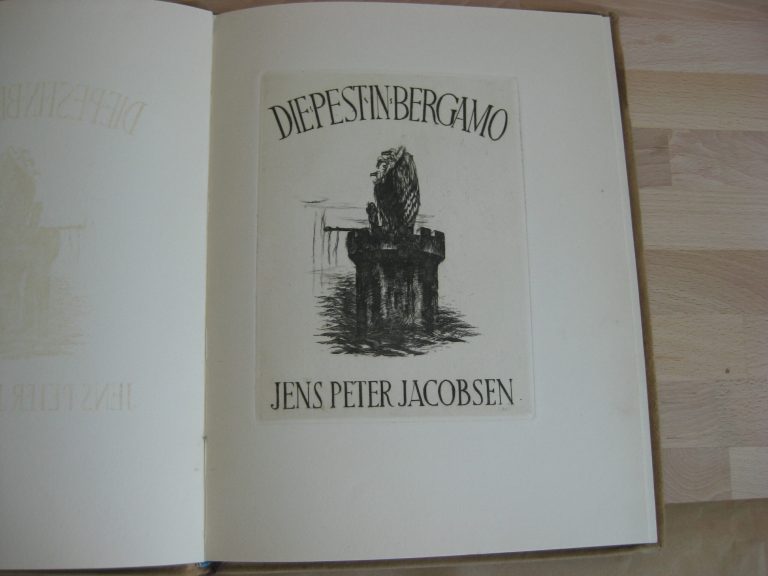 DIE·PEST·IN·BERGAMO
JENS PETER JACOBSEN